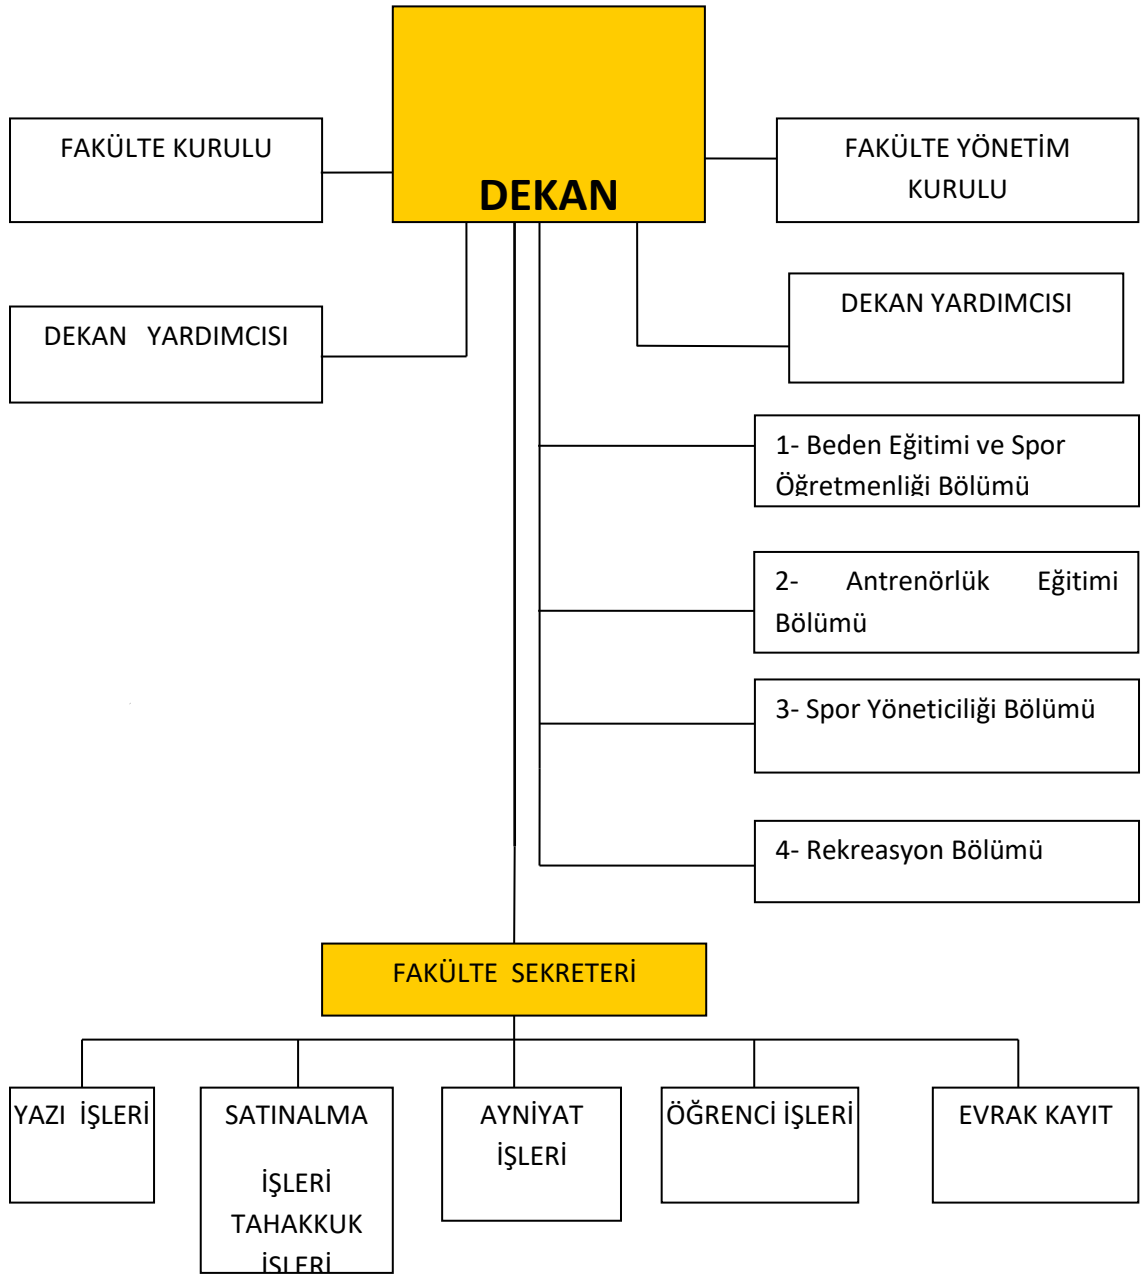 DEKAN
FAKÜLTE KURULU
FAKÜLTE YÖNETİM
KURULU
DEKAN YARDIMCISI
DEKAN YARDIMCISI
1- Beden Eğitimi ve Spor
Öğretmenliği Bölümü
2- Antrenörlük Eğitimi
Bölümü
3- Spor Yöneticiliği Bölümü
4- Rekreasyon Bölümü
FAKÜLTE SEKRETERİ
YAZI İŞLERİ
SATINALMA
İŞLERİ
TAHAKKUK
İŞLERİ
AYNİYAT
İŞLERİ
ÖĞRENCİ İŞLERİ
EVRAK KAYIT